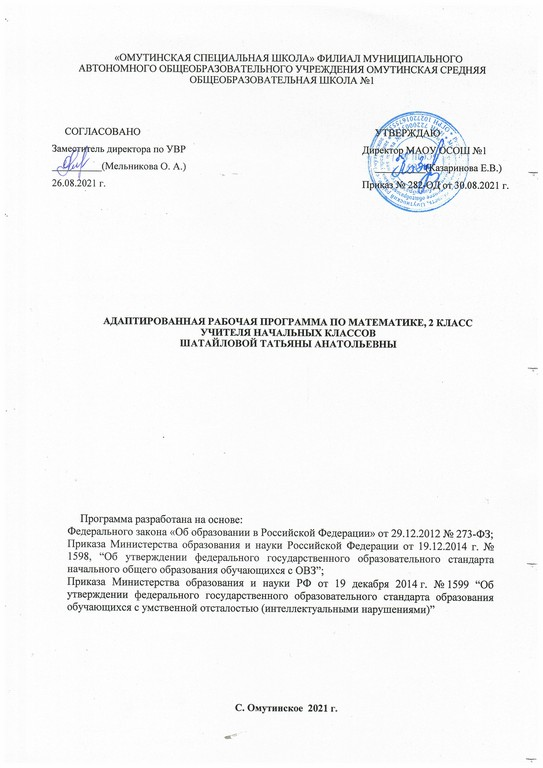 «ОМУТИНСКАЯ СПЕЦИАЛЬНАЯ ШКОЛА» ФИЛИАЛ МУНИЦИПАЛЬНОГО
АВТОНОМНОГО ОБЩЕОБРАЗОВАТЕЛЬНОГО УЧРЕЖДЕНИЯ ОМУТИНСКАЯ СРЕДНЯЯ
ОБЩЕОБРАЗОВАТЕЛЬНАЯ ШКОЛА №1
СОГЛАСОВАНО
Заместитель директора по УВР
(Мельникова О. А.)
26.08.2021 г.
УТВЕРЖДАЮ
Директор МАОУ ОСОШ №1
(Казаринова Е.В.)
Приказ № 282-ОД от 30.08.2021 г.
АДАПТИРОВАННАЯ РАБОЧАЯ ПРОГРАММА ПО МАТЕМАТИКЕ, 2 КЛАСС
УЧИТЕЛЯ НАЧАЛЬНЫХ КЛАССОВ
ШАТАЙЛОВОЙ ТАТЬЯНЫ АНАТОЛЬЕВНЫ
Программа разработана на основе:
Федерального закона «Об образовании в Российской Федерации» от 29.12.2012 № 273-ФЗ;
Приказа Министерства образования и науки Российской Федерации от 19.12.2014 г. №
1598, “Об утверждении федерального государственного образовательного стандарта
начального общего образования обучающихся с ОВЗ”;
Приказа Министерства образования и науки РФ от 19 декабря 2014 г. № 1599 “Об
утверждении федерального государственного образовательного стандарта образования
обучающихся с умственной отсталостью (интеллектуальными нарушениями)”
С. Омутинское 2021 г.